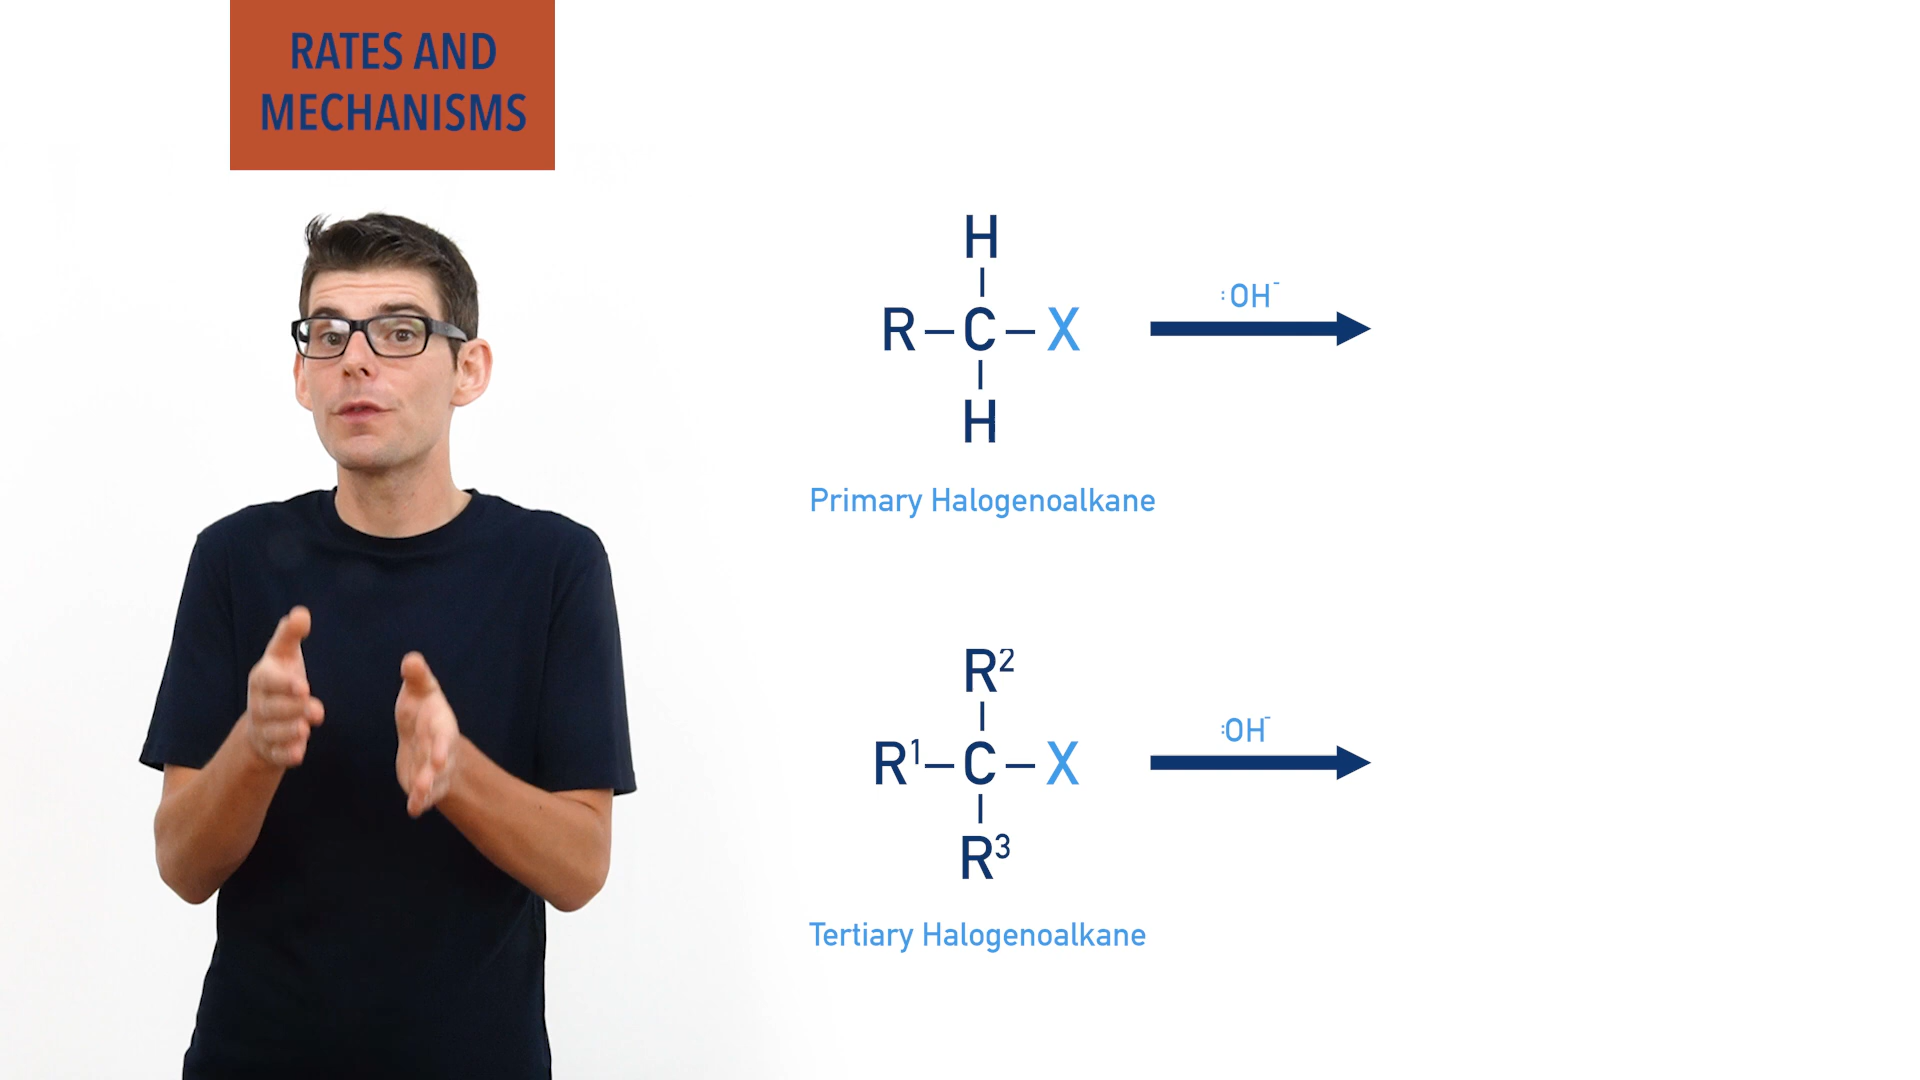 RATES AND
MECHANISMS
H
R–C–X
H
:OH⁻
Primary Halogenoalkane
R²
R¹–C–X
R³
:OH⁻
Tertiary Halogenoalkane